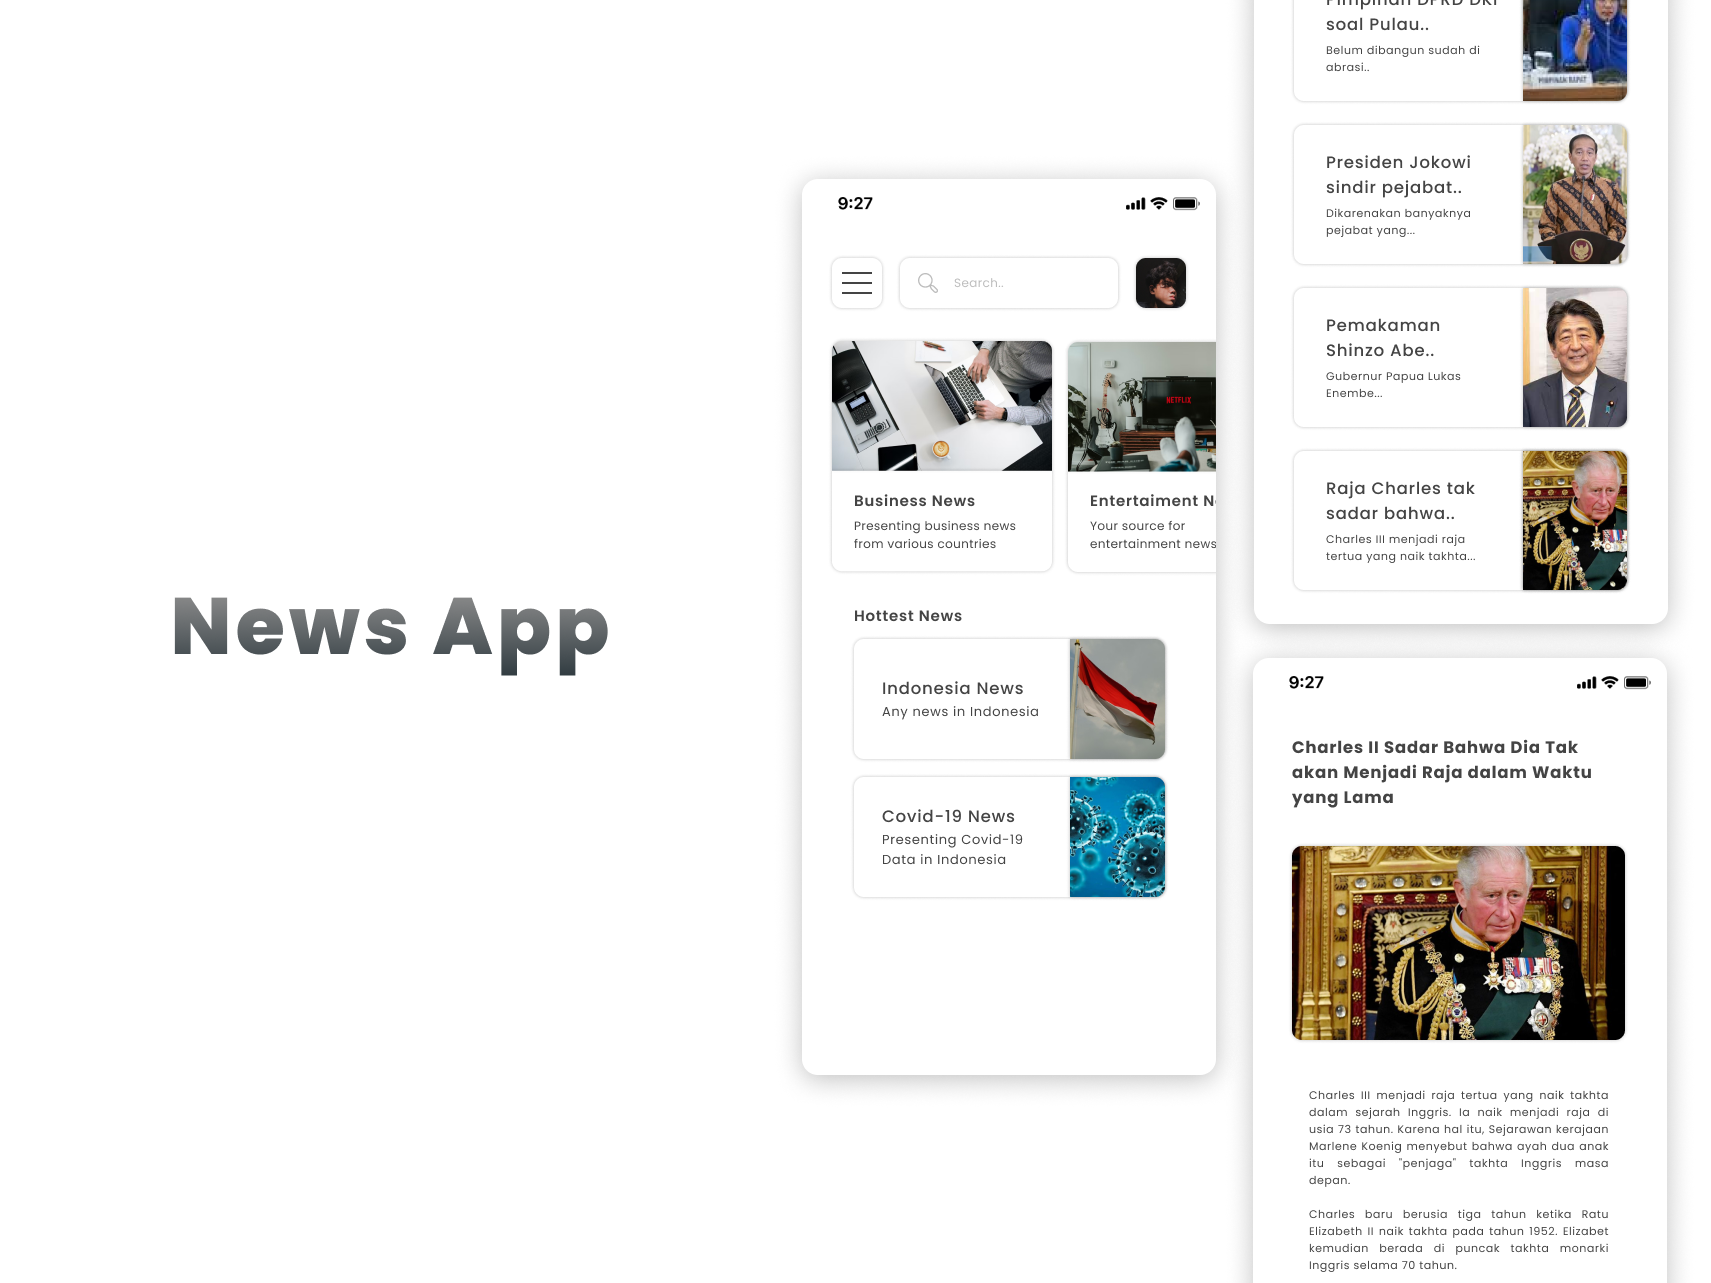 News App
9:27
Search..
NETFLIX
Business News
Presenting business news
from various countries
Entertaiment
Your source for
entertainment news
Hottest News
Indonesia News
Any news in Indonesia
Covid-19 News
Presenting Covid-19
Data in Indonesia
Pimpinan DPRD DKI
soal Pulau..
Belum dibangun sudah di
abrasi..
PIMPINAN RAPAT
Presiden Jokowi
sindir pejabat..
Dikarenakan banyaknya
pejabat yang...
Pemakaman
Shinzo Abe..
Gubernur Papua Lukas
Enembe...
Raja Charles tak
sadar bahwa..
Charles III menjadi raja
tertua yang naik takhta...
9:27
Charles II Sadar Bahwa Dia Tak
akan Menjadi Raja dalam Waktu
yang Lama
Charles III menjadi raja tertua yang naik takhta
dalam sejarah Inggris. Ia naik menjadi raja di
usia 73 tahun. Karena hal itu, Sejarawan kerajaan
Marlene Koenig menyebut bahwa ayah dua anak
itu sebagai "penjaga" takhta Inggris masa
depan.
Charles baru berusia tiga tahun ketika Ratu
Elizabeth II naik takhta pada tahun 1952. Elizabet
kemudian berada di puncak takhta monarki
Inggris selama 70 tahun.